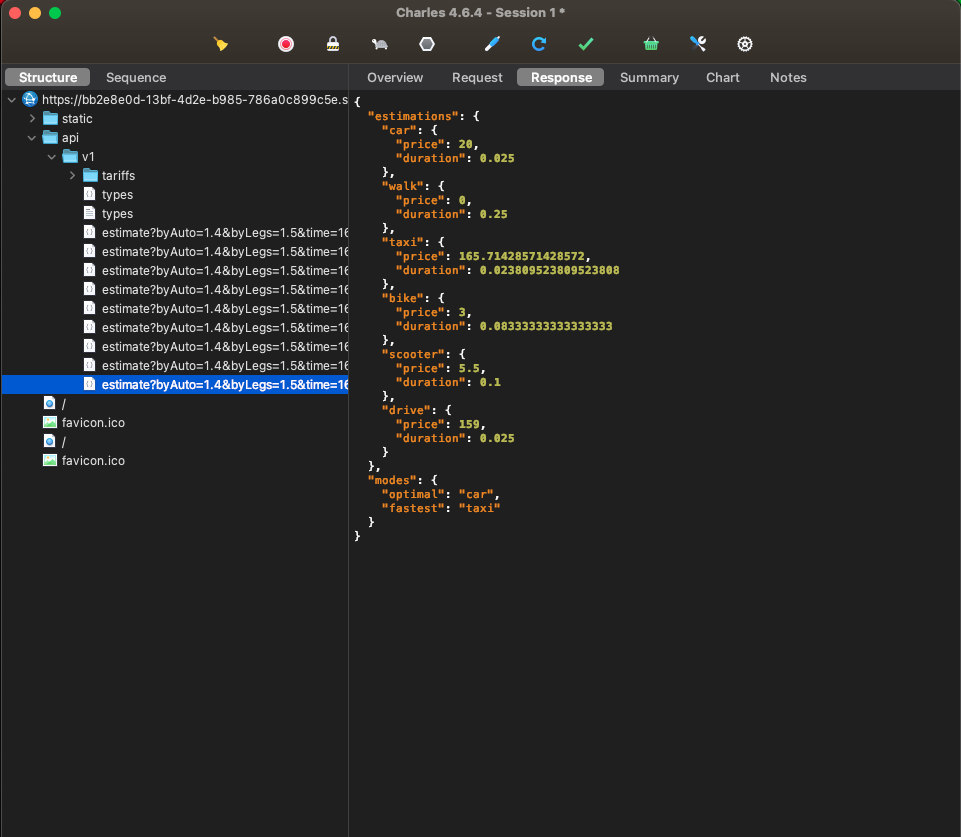 Charles 4.6.4 - Session 1 *
Structure Sequence
Overview Request Response Summary Chart Notes
https://bb2e8e0d-13bf-4d2e-b985-786a0c899c5e.s
static
api
v1
tariffs
types
types
estimate?byAuto=1.4&byLegs=1.5&time=16
estimate?byAuto=1.4&byLegs=1.5&time=16
estimate?byAuto=1.4&byLegs=1.5&time=16
estimate?byAuto=1.4&byLegs=1.5&time=16
estimate?byAuto=1.4&byLegs=1.5&time=16
estimate?byAuto=1.4&byLegs=1.5&time=16
estimate?byAuto=1.4&byLegs=1.5&time=16
estimate?byAuto=1.4&byLegs=1.5&time=16
estimate?byAuto=1.4&byLegs=1.5&time=16
/
favicon.ico
/
favicon.ico
{
  "estimations": {
    "car": {
      "price": 20,
      "duration": 0.025
    },
    "walk": {
      "price": 0,
      "duration": 0.25
    },
    "taxi": {
      "price": 165.71428571428572,
      "duration": 0.023809523809523808
    },
    "bike": {
      "price": 3,
      "duration": 0.08333333333333333
    },
    "scooter": {
      "price": 5.5,
      "duration": 0.1
    },
    "drive": {
      "price": 159,
      "duration": 0.025
    }
  },
  "modes": {
    "optimal": "car",
    "fastest": "taxi"
  }
}